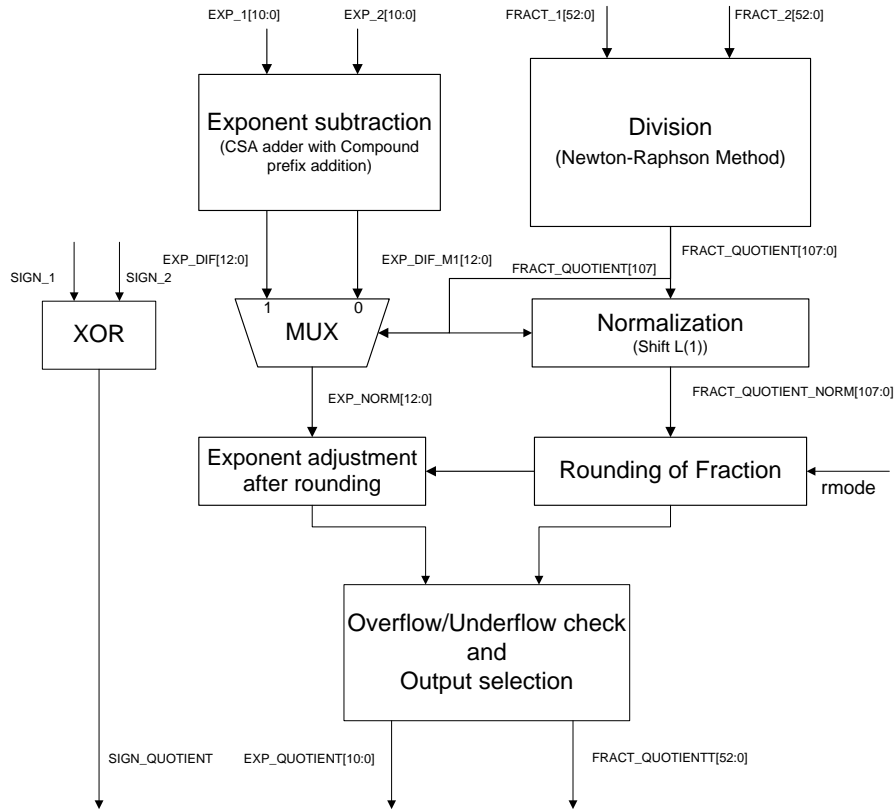 EXP_1[10:0]
EXP_2[10:0]
FRACT_1[52:0]
FRACT_2[52:0]
Exponent subtraction
(CSA adder with Compound
prefix addition)
Division
(Newton-Raphson Method)
SIGN_1
SIGN_2
EXP_DIF[12:0]
EXP_DIF_M1[12:0]
FRACT_QUOTIENT[107]
FRACT_QUOTIENT[107:0]
XOR
1
0
MUX
Normalization
(Shift L(1))
EXP_NORM[12:0]
FRACT_QUOTIENT_NORM[107:0]
Exponent adjustment
after rounding
Rounding of Fraction
rmode
Overflow/Underflow check
and
Output selection
SIGN_QUOTIENT
EXP_QUOTIENT[10:0]
FRACT_QUOTIENTT[52:0]